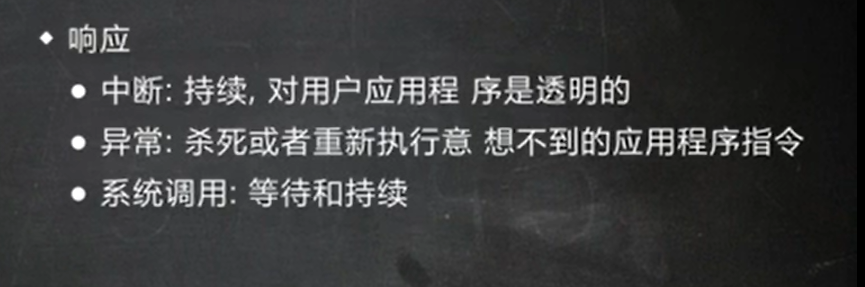 ◆ 响应
● 中断: 持续, 对用户应用程 序是透明的
● 异常: 杀死或者重新执行意 想不到的应用程序指令
● 系统调用: 等待和持续